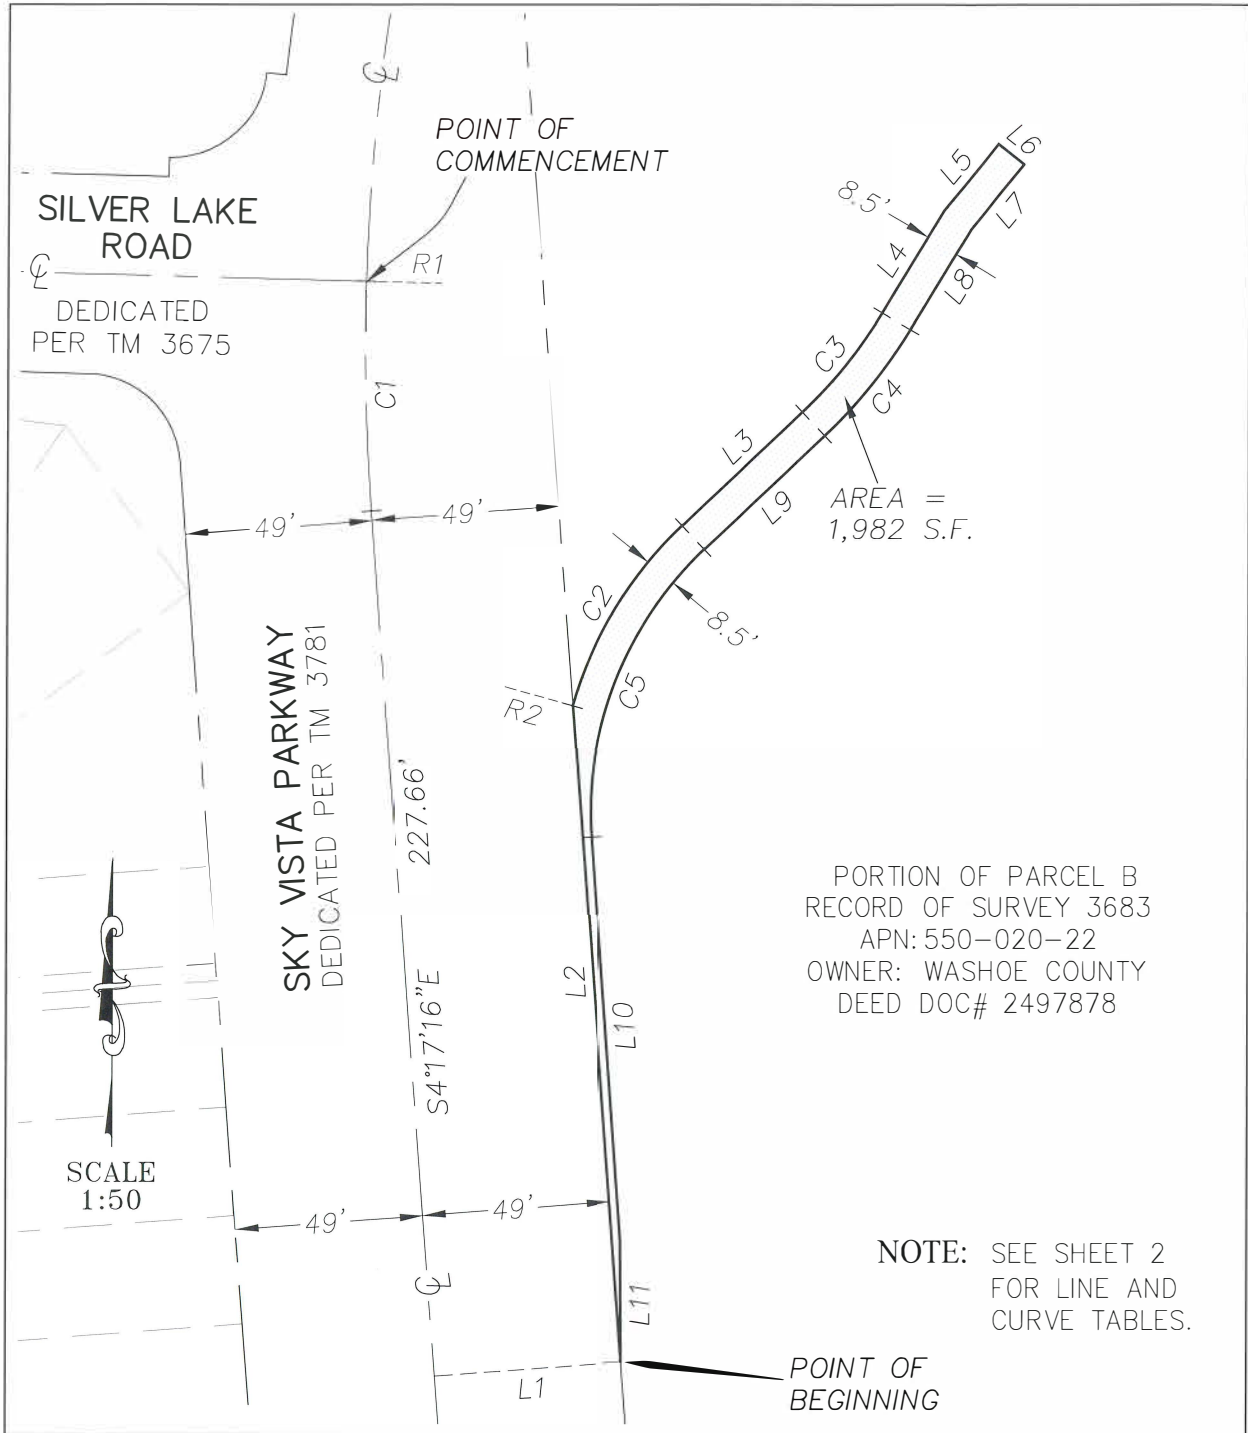 ℄
POINT OF
COMMENCEMENT
SILVER LAKE
ROAD
℄
R1
DEDICATED
PER TM 3675
C1
L6
L5
L7
8.5'
L4
L8
C3
C4
L3
L9
AREA =
1,982 S.F.
49'
49'
C2
8.5'
C5
R2
SKY VISTA PARKWAY
DEDICATED PER TM 3781
227.66'
S4°17'16"E
L2
L10
PORTION OF PARCEL B
RECORD OF SURVEY 3683
APN: 550-020-22
OWNER: WASHOE COUNTY
DEED DOC# 2497878
SCALE
1:50
49'
49'
℄
NOTE: SEE SHEET 2
FOR LINE AND
CURVE TABLES.
L11
L1
POINT OF
BEGINNING